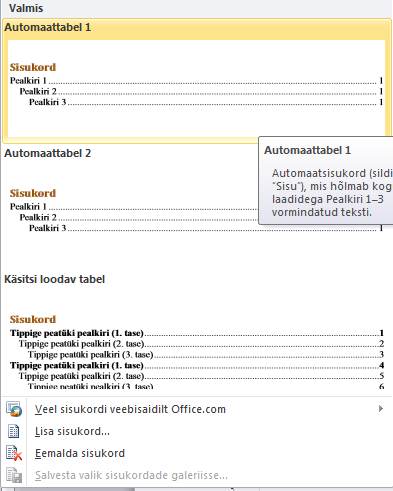 Valmis
Automaattabel 1
Sisukord
Pealkiri 1 1
Pealkiri 2 1
Pealkiri 3 1
Automaattabel 2
Automaattabel 1
Automaatsisukord (sildi
"Sisu"), mis hõlmab kog
laadidega Pealkiri 1–3
vormindatud teksti.
Sisukord
Pealkiri 1
Pealkiri 2 1
Pealkiri 3 1
Käsitsi loodav tabel
Sisukord
Tippige peatüki pealkiri (1. tase) 1
Tippige peatüki pealkiri (2. tase) 2
Tippige peatüki pealkiri (3. tase) 3
Tippige peatüki pealkiri (1. tase) 4
Tippige peatüki pealkiri (2. tase) 5
Tippige peatüki pealkiri (3. tase) 6
Veel sisukordi veebisaidilt Office.com
Lisa sisukord...
Eemalda sisukord
Salvesta valik sisukordade galeriisse...